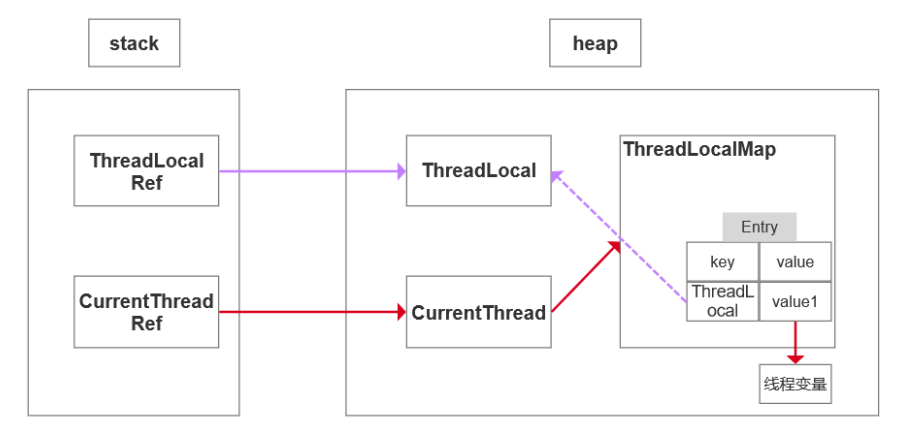 stack
heap
ThreadLocal
Ref
ThreadLocal
ThreadLocalMap
Entry
key
value
ThreadL
ocal
value1
CurrentThread
Ref
CurrentThread
线程变量